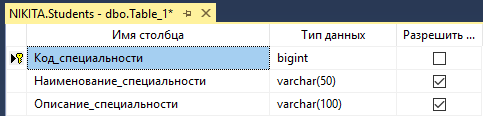 NIKITA.Students - dbo.Table_1*
Имя столбца Тип данных Разрешить ...
Код_специальности bigint
Наименование_специальности varchar(50)
Описание_специальности varchar(100)